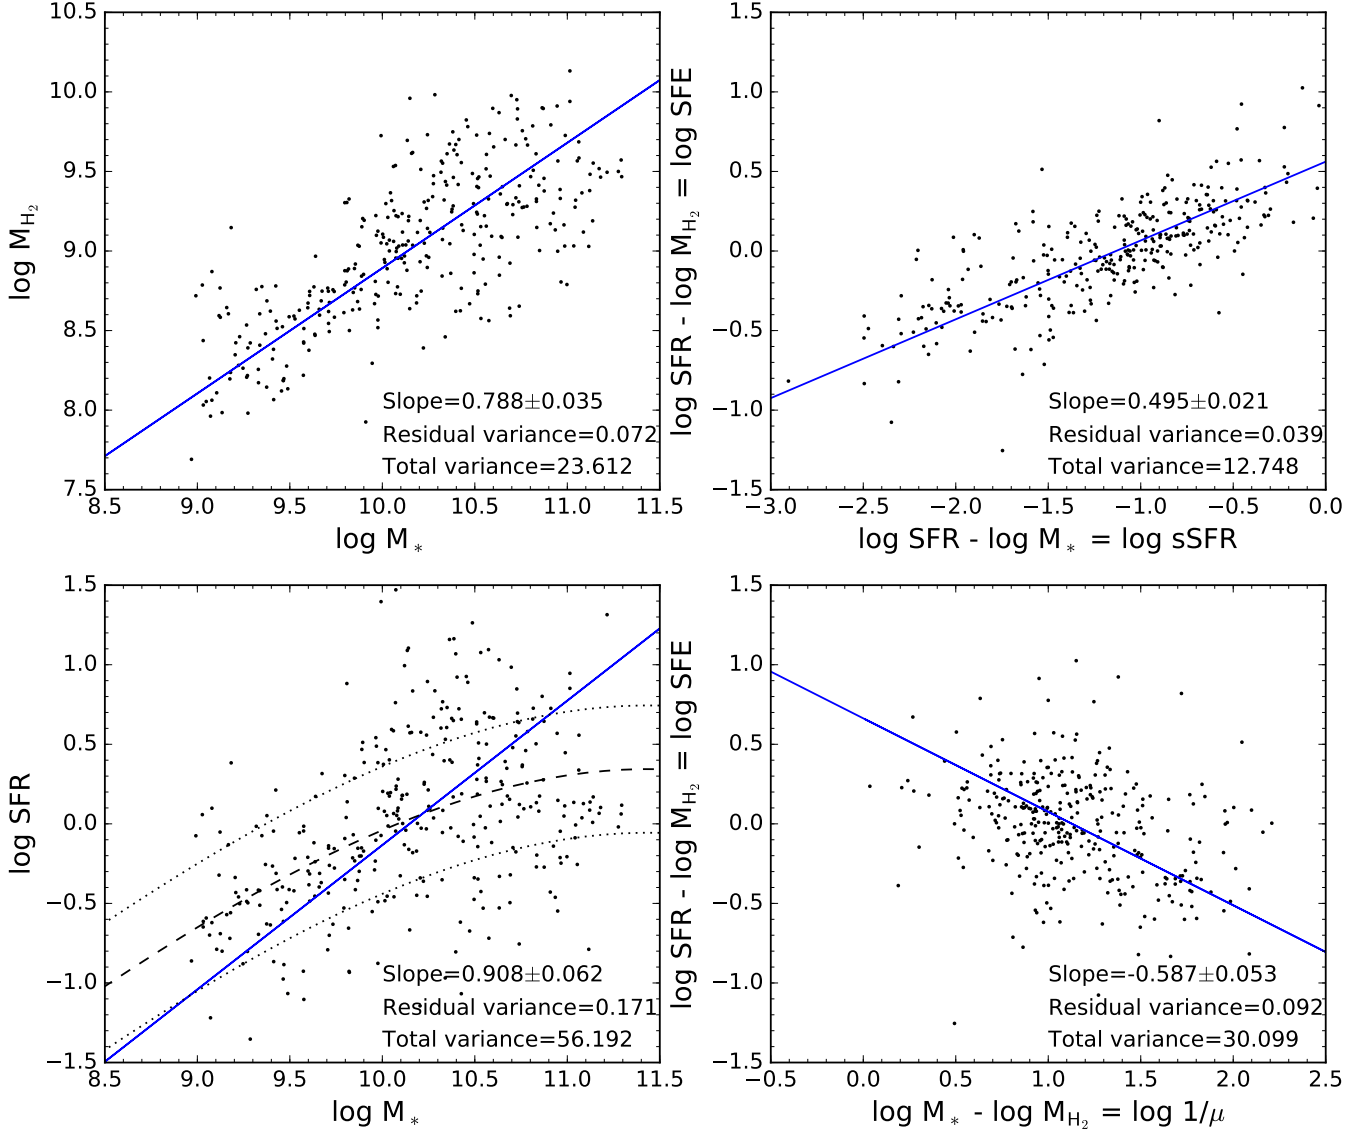 10.5
10.0
9.5
9.0
8.5
8.0
7.5
log M_{H_2}
Slope=0.788±0.035
Residual variance=0.072
Total variance=23.612
8.5 9.0 9.5 10.0 10.5 11.0 11.5
log M_*
1.5
1.0
0.5
0.0
−0.5
−1.0
−1.5
log SFR - log M_{H_2} = log SFE
Slope=0.495±0.021
Residual variance=0.039
Total variance=12.748
−3.0 −2.5 −2.0 −1.5 −1.0 −0.5 0.0
log SFR - log M_* = log sSFR
1.5
1.0
0.5
0.0
−0.5
−1.0
−1.5
log SFR
Slope=0.908±0.062
Residual variance=0.171
Total variance=56.192
8.5 9.0 9.5 10.0 10.5 11.0 11.5
log M_*
1.5
1.0
0.5
0.0
−0.5
−1.0
−1.5
log SFR - log M_{H_2} = log SFE
Slope=-0.587±0.053
Residual variance=0.092
Total variance=30.099
−0.5 0.0 0.5 1.0 1.5 2.0 2.5
log M_* - log M_{H_2} = log 1/μ